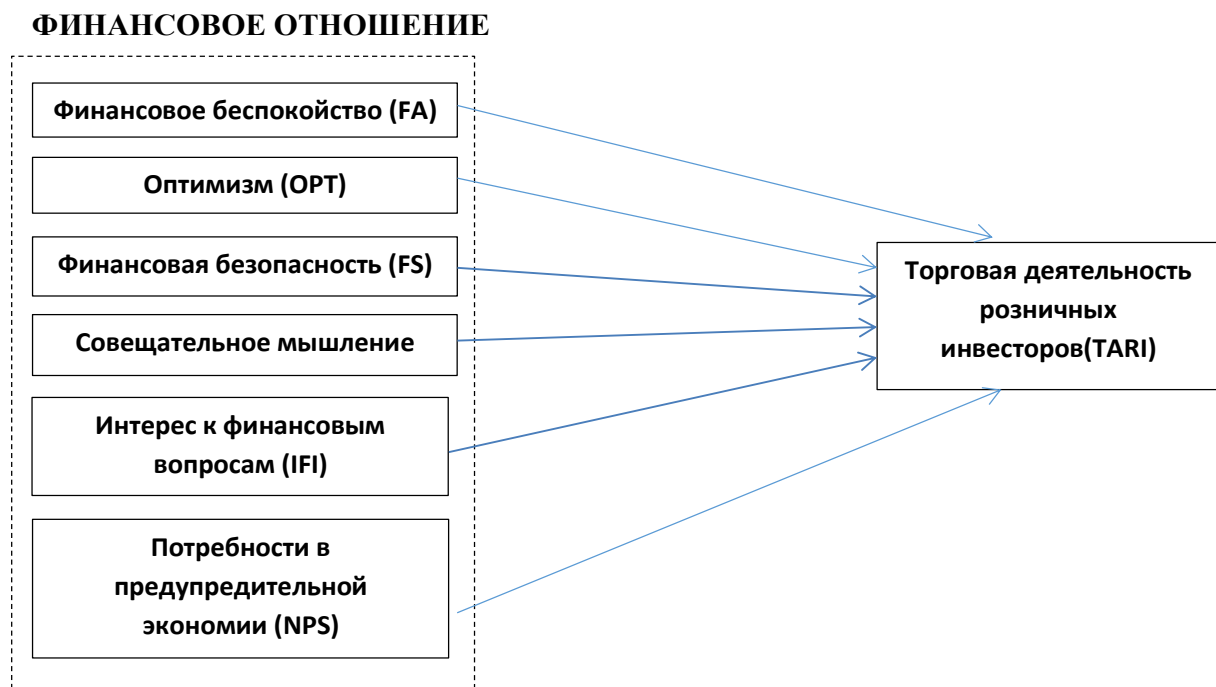 ФИНАНСОВОЕ ОТНОШЕНИЕ
Финансовое беспокойство (FA)
Оптимизм (OPT)
Финансовая безопасность (FS)
Совещательное мышление
Интерес к финансовым
вопросам (IFI)
Потребности в
предупредительной
экономии (NPS)
Торговая деятельность
розничных
инвесторов(TARI)